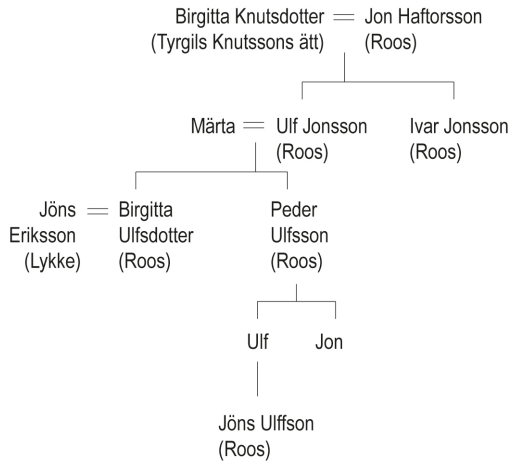 Birgitta Knutsdotter = Jon Haftorsson
(Tyrgils Knutssons ätt) (Roos)
Märta = Ulf Jonsson Ivar Jonsson
(Roos) (Roos)
Jöns = Birgitta Peder
Eriksson Ulfsdotter Ulfsson
(Lykke) (Roos) (Roos)
Ulf Jon
Jöns Ulffson
(Roos)